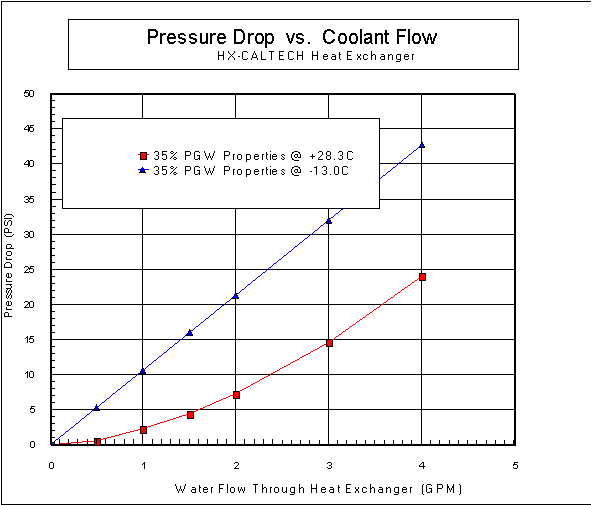 Pressure Drop vs. Coolant Flow
HX-CALTECH Heat Exchanger
50
45
40
35
30
25
20
15
10
5
0
Pressure Drop (PSI)
35% PGW Properties @ +28.3C
35% PGW Properties @ -13.0C
0 1 2 3 4 5
Water Flow Through Heat Exchanger (GPM)